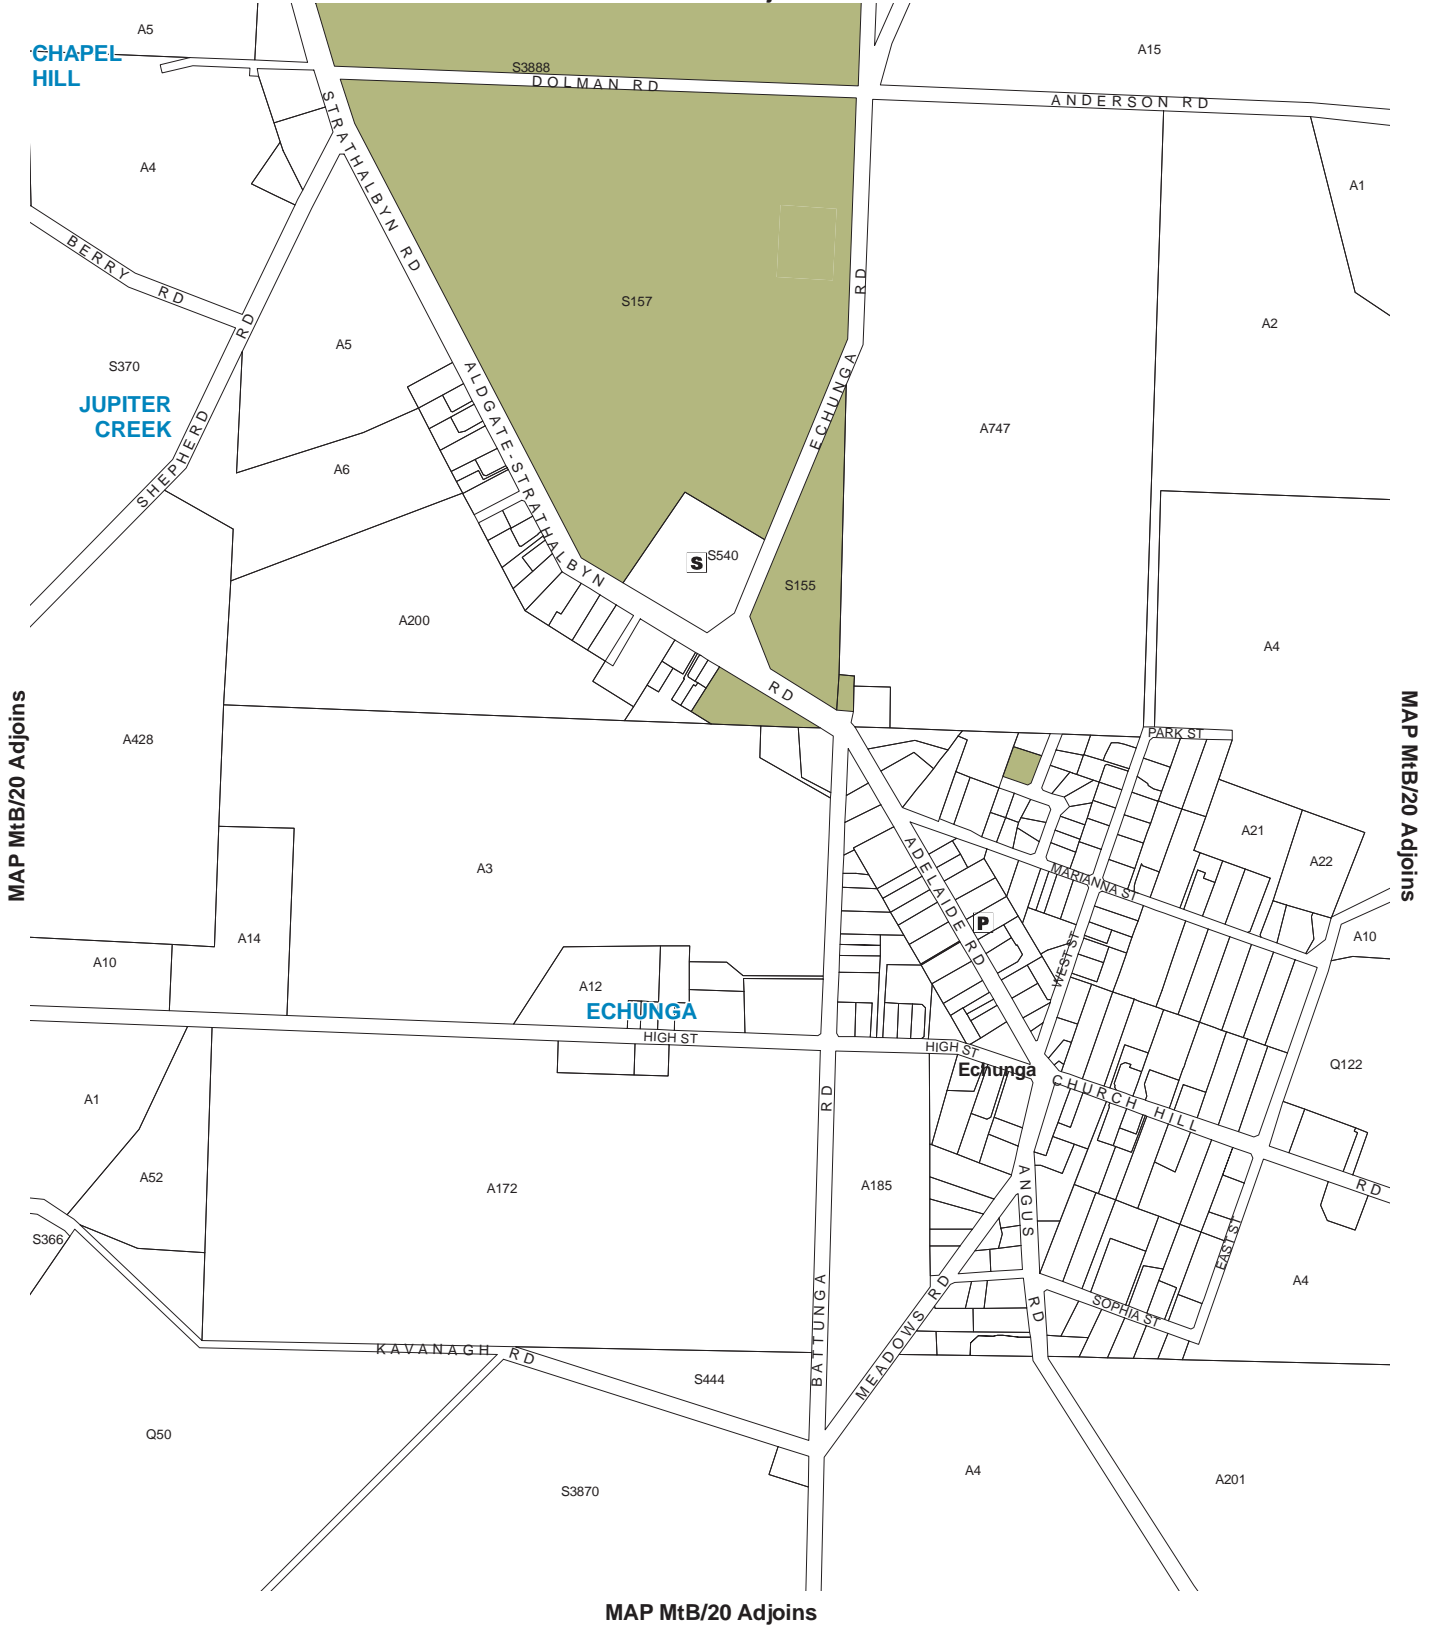 A5
CHAPEL
HILL
S3888
DOLMAN RD
A15
ANDERSON RD
STRATHALBYN RD
A4
A1
BERRY RD
RD
S157
RD
A2
A5
S370
JUPITER
CREEK
SHEPHERD
ECHUNGA
A747
A6
ALDGATE-STRATHALBYN
S
S540
S155
A200
A4
RD
MAP MtB/20 Adjoins
MAP MtB/20 Adjoins
A428
PARK ST
A21
A22
A3
ADELAIDE RD
MARIANNA ST
P
A14
A10
A10
WEST ST
A12
ECHUNGA
HIGH ST
HIGH ST
Echunga
Q122
CHURCH HILL
RD
A1
RD
A52
A172
A185
ANGUS
RD
S366
EAST ST
A4
BATTUNGA
MEADOWS RD
SOPHIA ST
KAVANAGH RD
S444
Q50
A4
A201
S3870
MAP MtB/20 Adjoins